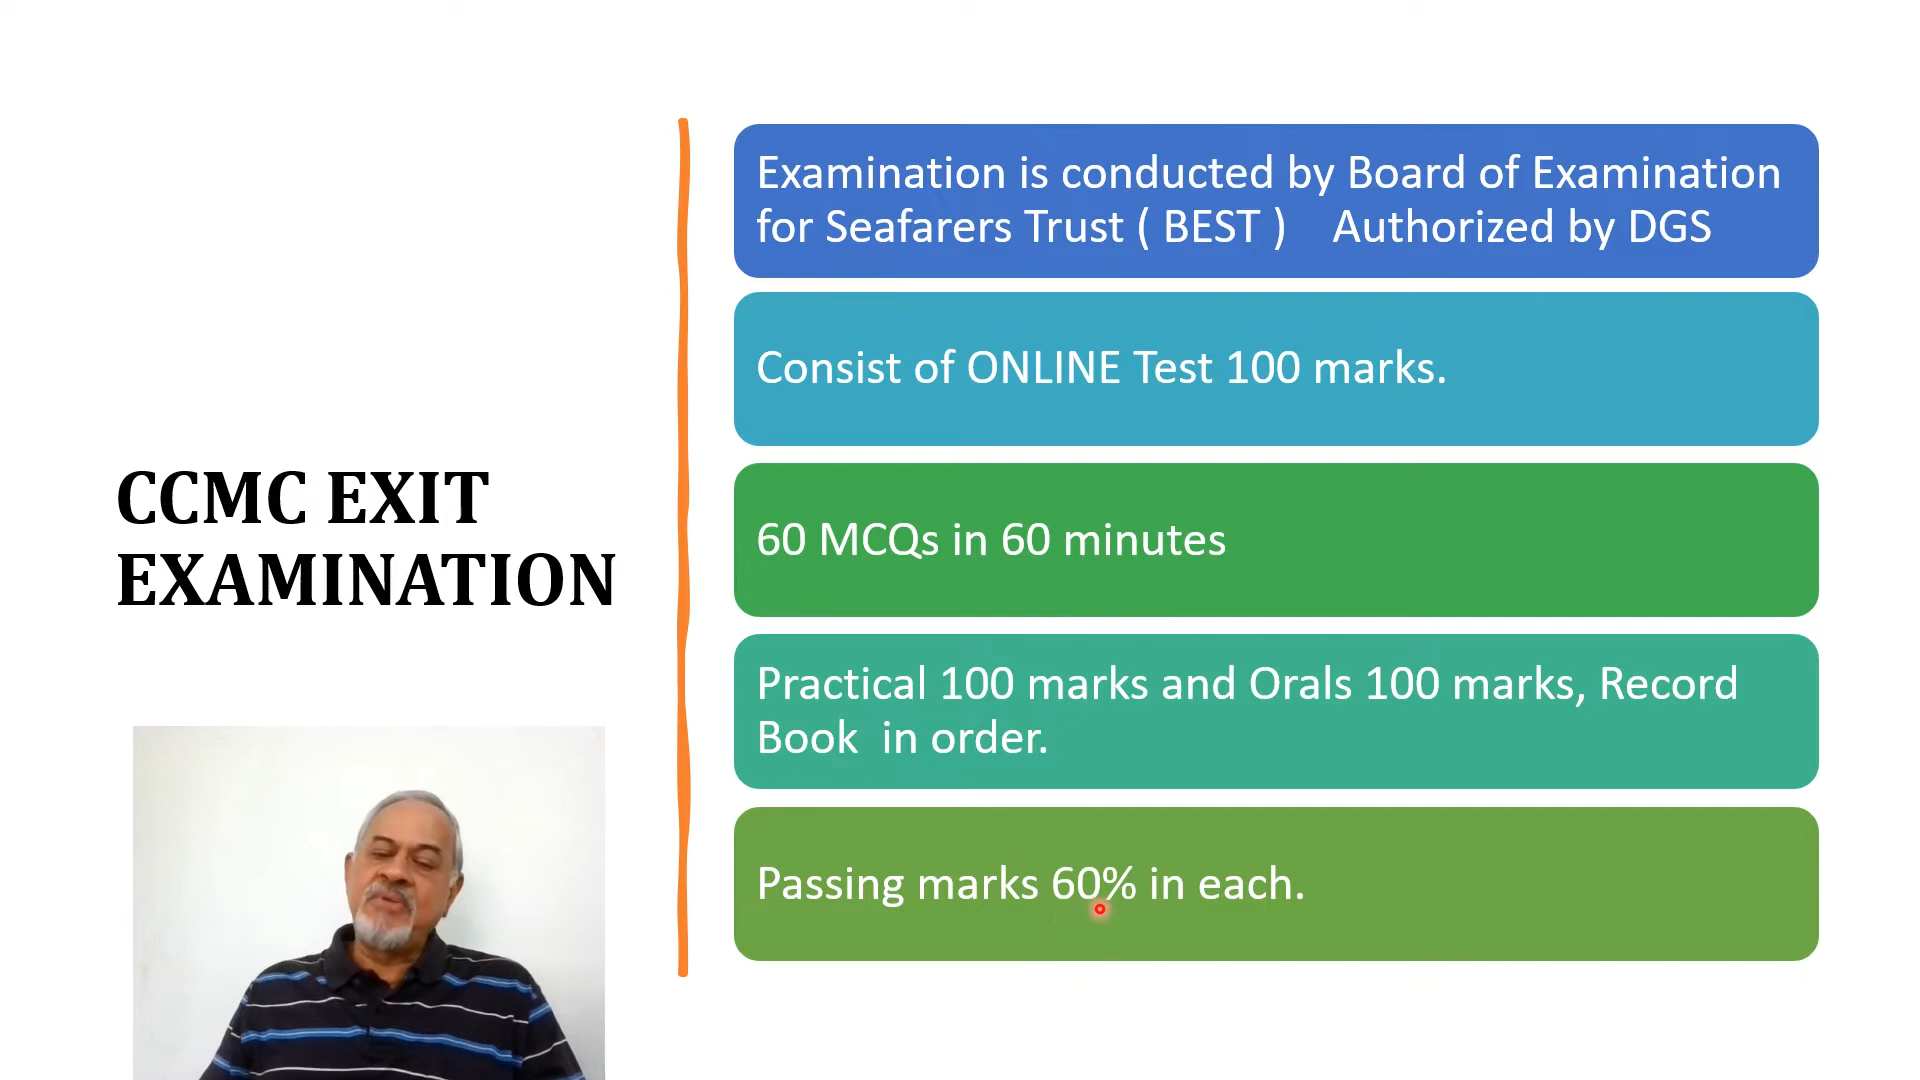 CCMC EXIT
EXAMINATION
Examination is conducted by Board of Examination
for Seafarers Trust ( BEST )    Authorized by DGS
Consist of ONLINE Test 100 marks.
60 MCQs in 60 minutes
Practical 100 marks and Orals 100 marks, Record
Book  in order.
Passing marks 60% in each.